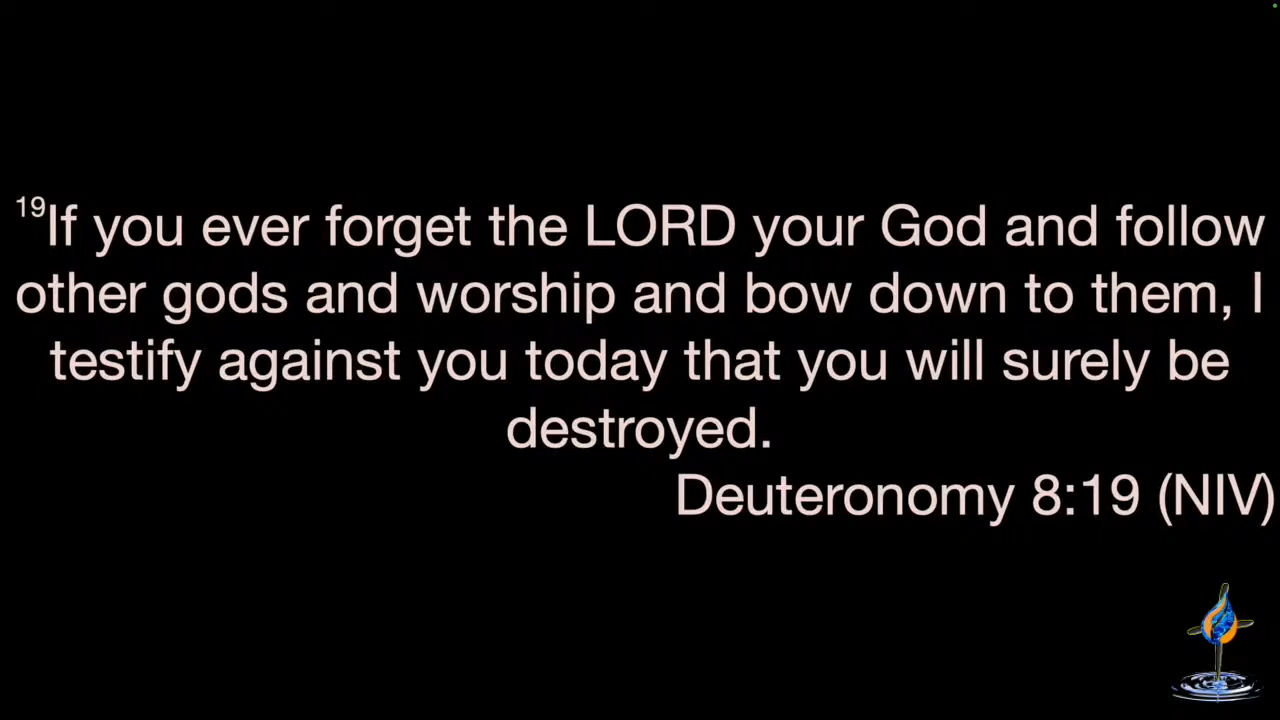 19If you ever forget the LORD your God and follow
other gods and worship and bow down to them, I
testify against you today that you will surely be
destroyed.
Deuteronomy 8:19 (NIV)